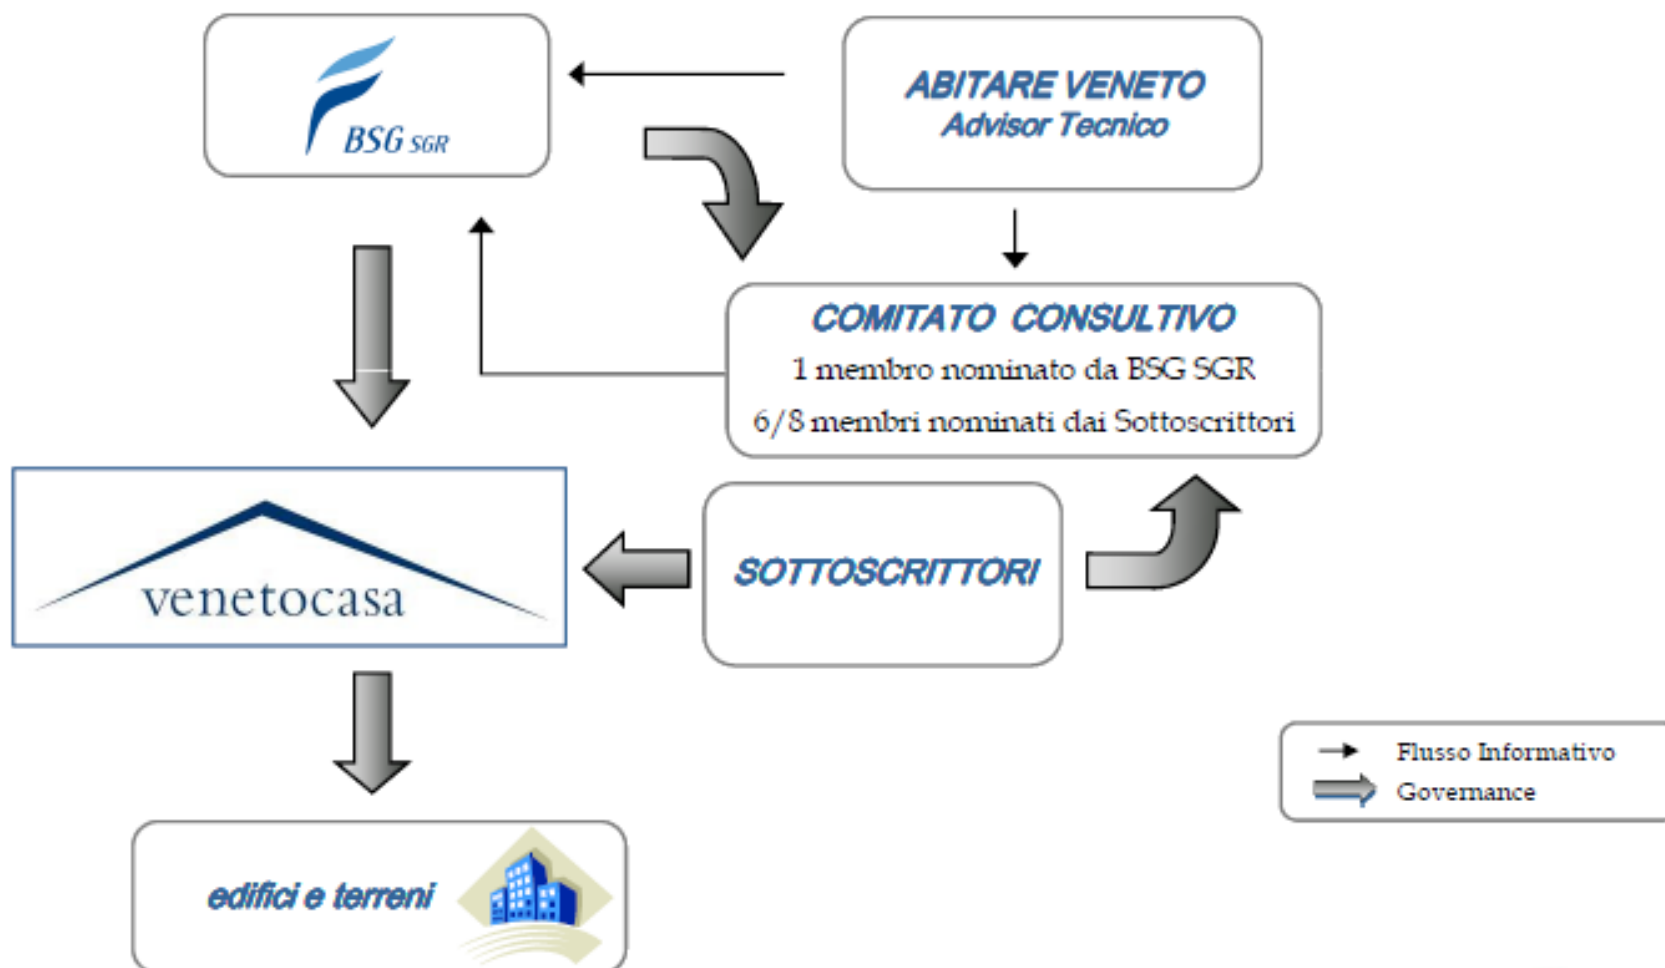 BSG SGR
ABITARE VENETO
Advisor Tecnico
COMITATO CONSULTIVO
1 membro nominato da BSG SGR
6/8 membri nominati dai Sottoscrittori
venetocasa
SOTTOSCRITTORI
Flusso Informativo
Governance
edifici e terreni